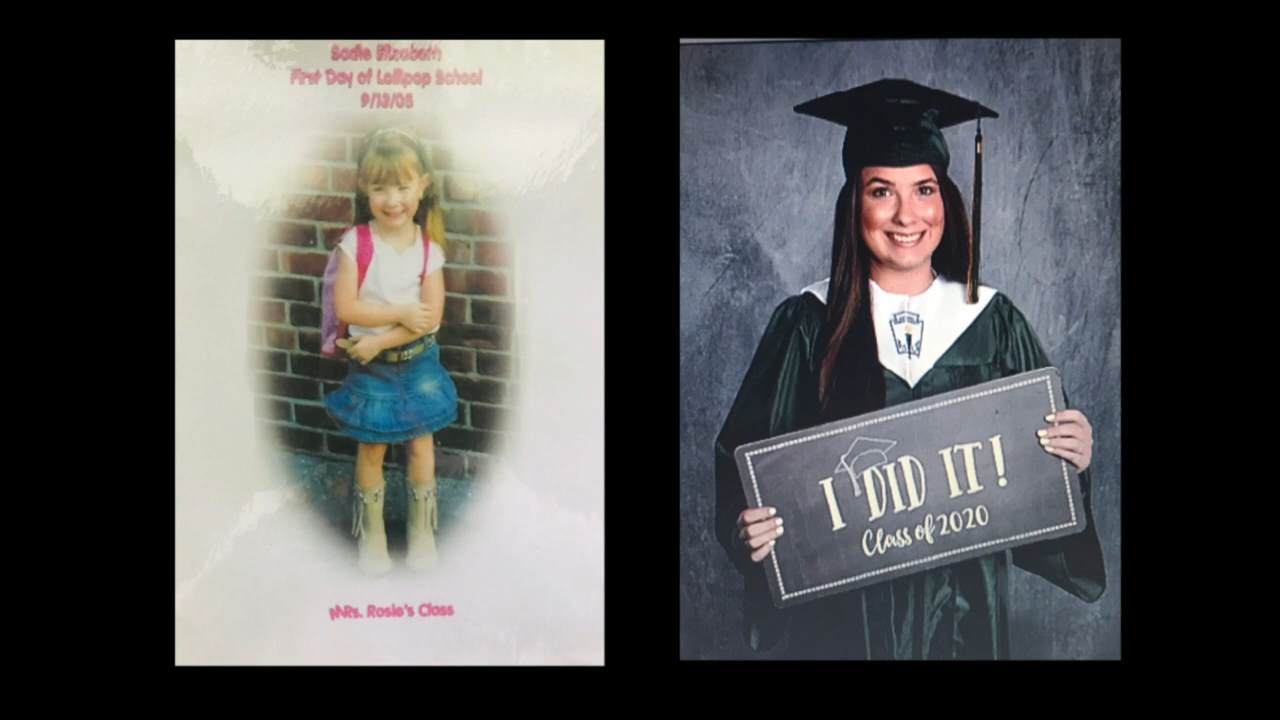 Sadie Elizabeth
First Day of Lollipop School
9/13/05
MRs. Rosie's Class
I DID IT!
Class of 2020